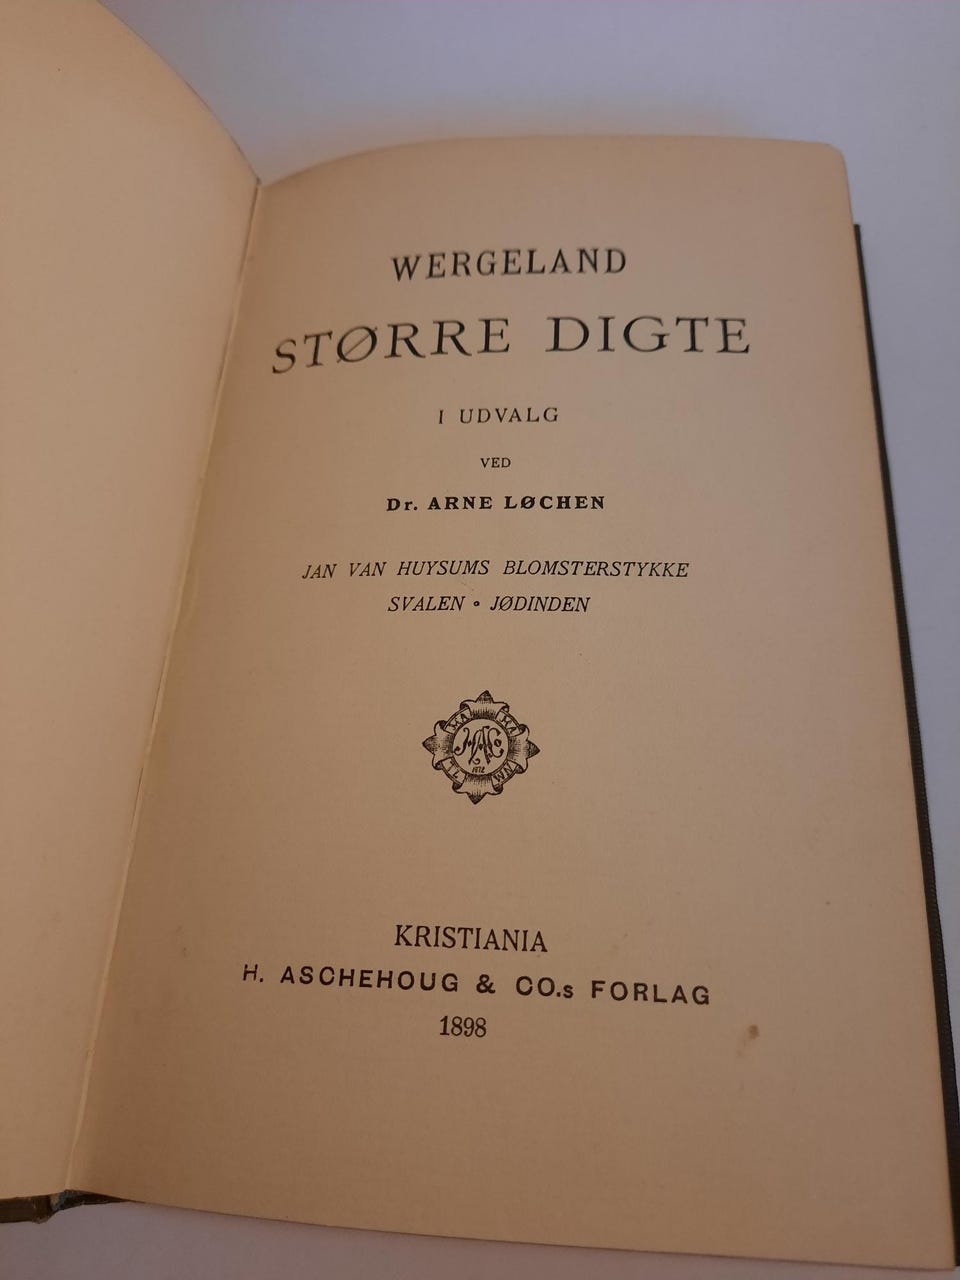 WERGELAND
STØRRE DIGTE
I UDVALG
VED
Dr. ARNE LØCHEN
JAN VAN HUYSUMS BLOMSTERSTYKKE
SVALEN • JØDINDEN
1872
KRISTIANIA
H. ASCHEHOUG & CO.s FORLAG
1898